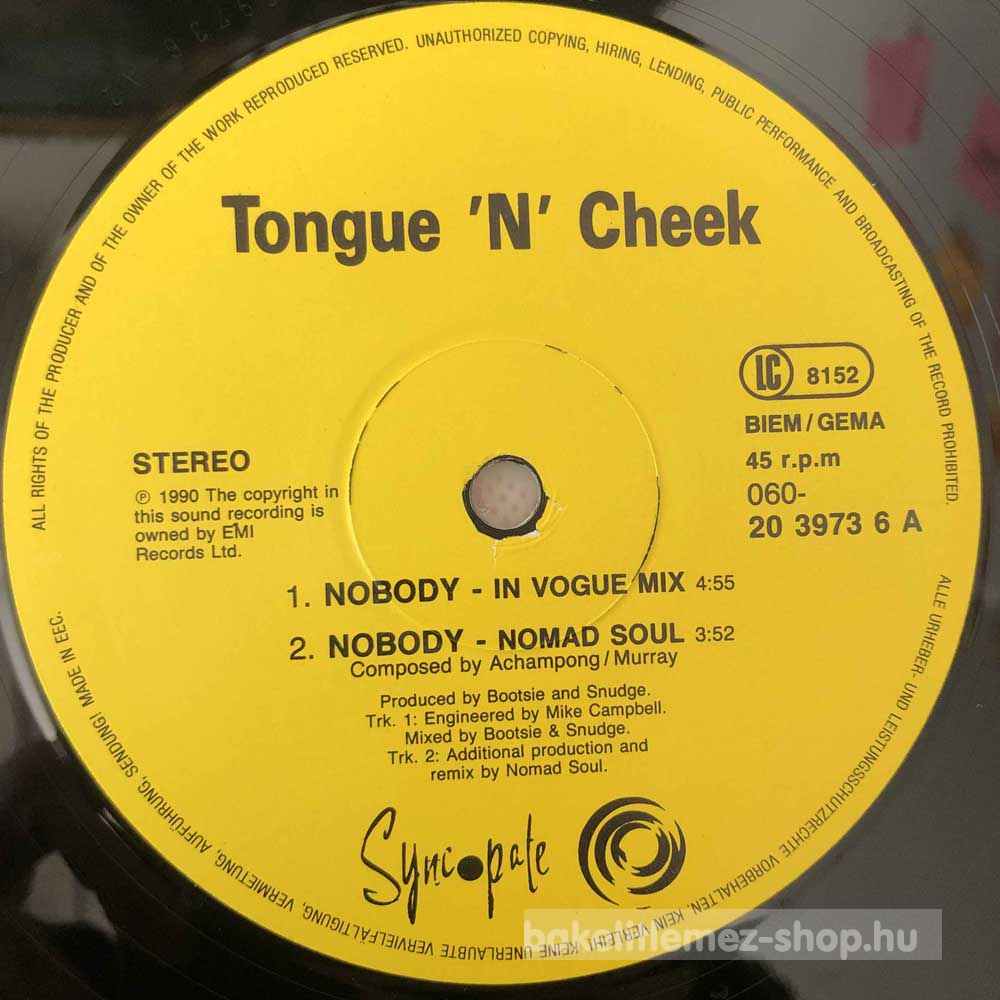 ALL RIGHTS OF THE PRODUCER AND OF THE OWNER OF THE WORK REPRODUCED RESERVED. UNAUTHORIZED COPYING, HIRING, LENDING, PUBLIC PERFORMANCE AND BROADCASTING OF THE RECORD PROHIBITED.
Tongue 'N' Cheek
LC 8152
BIEM / GEMA
STEREO
45 r.p.m
℗ 1990 The copyright in
this sound recording is
owned by EMI
Records Ltd.
060-
20 3973 6 A
1. NOBODY - IN VOGUE MIX 4:55
2. NOBODY - NOMAD SOUL 3:52
Composed by Achampong / Murray
Produced by Bootsie and Snudge.
Trk. 1: Engineered by Mike Campbell.
Mixed by Bootsie & Snudge.
Trk. 2: Additional production and
remix by Nomad Soul.
Syncopate
ALLE URHEBER- UND LEISTUNGSSCHUTZRECHTE VORBEHALTEN. KEIN VERLEIH! KEINE UNERLAUBTE VERVIELFÄLTIGUNG, VERMIETUNG, AUFFÜHRUNG, SENDUNG! MADE IN EEC.
bakelitlemez-shop.hu